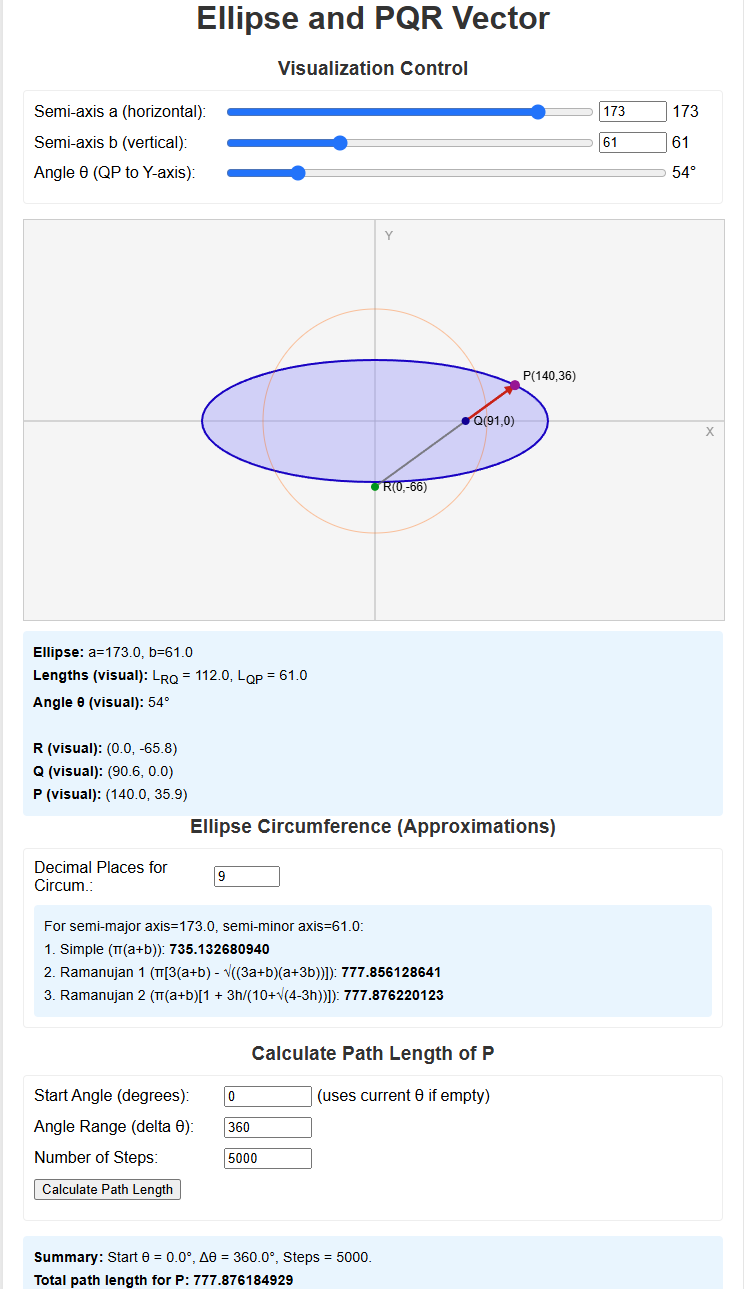 Ellipse and PQR Vector
Visualization Control
Semi-axis a (horizontal): 173 173
Semi-axis b (vertical): 61 61
Angle θ (QP to Y-axis): 54°
Y
P(140,36)
Q(91,0)
X
R(0,-66)
Ellipse: a=173.0, b=61.0
Lengths (visual): LRQ = 112.0, LQP = 61.0
Angle θ (visual): 54°
R (visual): (0.0, -65.8)
Q (visual): (90.6, 0.0)
P (visual): (140.0, 35.9)
Ellipse Circumference (Approximations)
Decimal Places for
Circum.: 9
For semi-major axis=173.0, semi-minor axis=61.0:
1. Simple (π(a+b)): 735.132680940
2. Ramanujan 1 (π[3(a+b) - √((3a+b)(a+3b))]): 777.856128641
3. Ramanujan 2 (π(a+b)[1 + 3h/(10+√(4-3h))]): 777.876220123
Calculate Path Length of P
Start Angle (degrees): 0 (uses current θ if empty)
Angle Range (delta θ): 360
Number of Steps: 5000
Calculate Path Length
Summary: Start θ = 0.0°, Δθ = 360.0°, Steps = 5000.
Total path length for P: 777.876184929